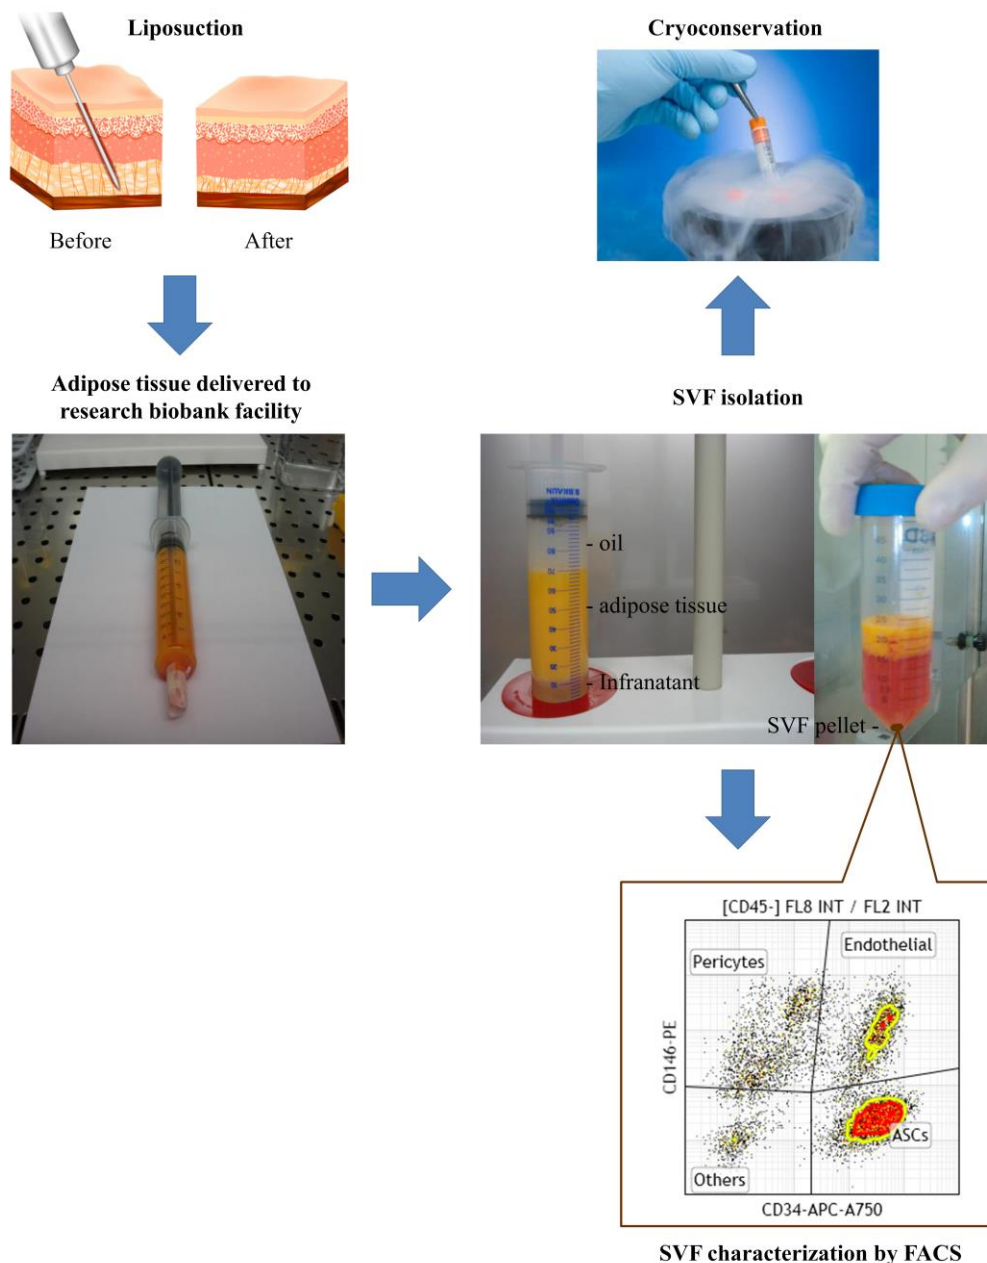 Liposuction
Before
After
Adipose tissue delivered to
research biobank facility
Cryoconservation
SVF isolation
B.BRAUN
- oil
- adipose tissue
- Infranatant
SVF pellet -
[CD45-] FL8 INT / FL2 INT
Pericytes
Endothelial
ASCs
Others
CD146-PE
CD34-APC-A750
SVF characterization by FACS